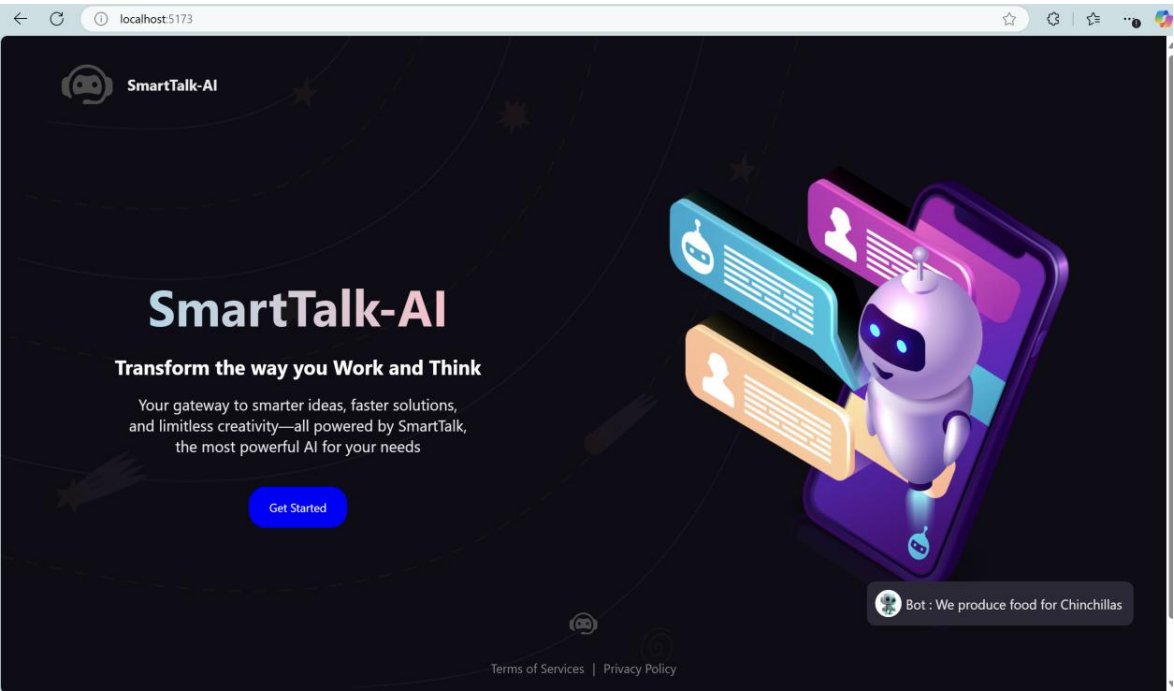 localhost:5173
SmartTalk-AI
SmartTalk-AI
Transform the way you Work and Think
Your gateway to smarter ideas, faster solutions,
and limitless creativity—all powered by SmartTalk,
the most powerful AI for your needs
Get Started
Bot : We produce food for Chinchillas
Terms of Services | Privacy Policy